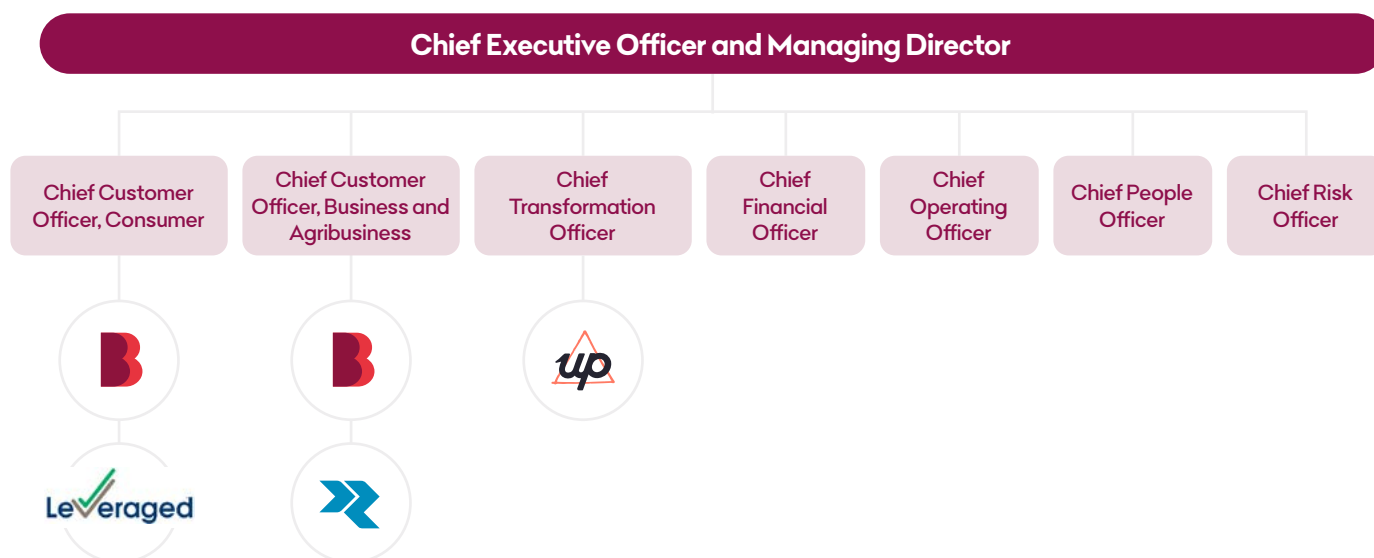 Chief Executive Officer and Managing Director
Chief Customer
Officer, Consumer
Chief Customer
Officer, Business and
Agribusiness
Chief
Transformation
Officer
Chief
Financial
Officer
Chief
Operating
Officer
Chief People
Officer
Chief Risk
Officer
B
B
up
Leveraged